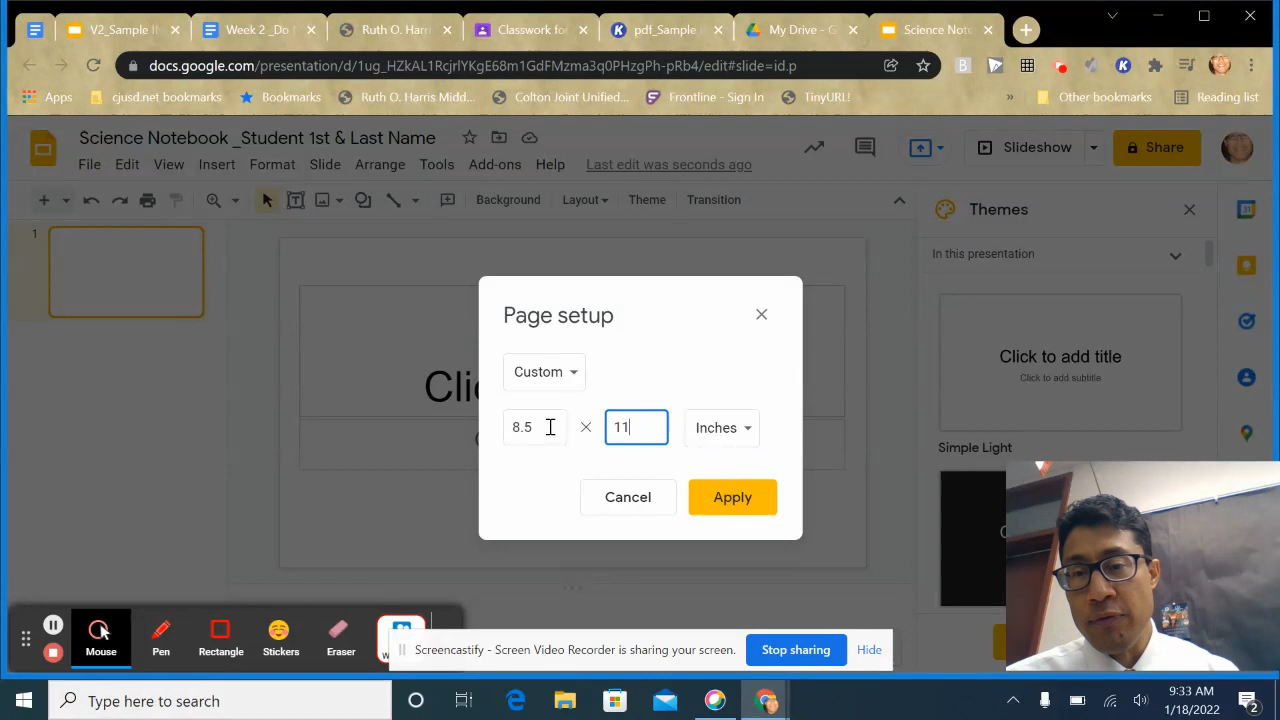 V2_Sample I
Week 2 _Do N
Ruth O. Harri
Classwork fo
pdf_Sample I
My Drive - G
Science Note
docs.google.com/presentation/d/1ug_HZkAL1RcjrlYKgE68m1GdFMzma3q0PHzgPh-pRb4/edit#slide=id.p
Apps
cjusd.net bookmarks
Bookmarks
Ruth O. Harris Midd...
Colton Joint Unified...
Frontline - Sign In
TinyURL!
»
Other bookmarks
Reading list
Science Notebook _Student 1st & Last Name
File Edit View Insert Format Slide Arrange Tools Add-ons Help Last edit was seconds ago
Slideshow
Share
Background Layout Theme Transition
Themes
1
In this presentation
Click to add title
Click to add subtitle
Simple Light
Page setup
Custom
8.5 × 11 Inches
Cancel Apply
Clic
Mouse Pen Rectangle Stickers Eraser
Screencastify - Screen Video Recorder is sharing your screen. Stop sharing Hide
Type here to search
9:33 AM
1/18/2022
2